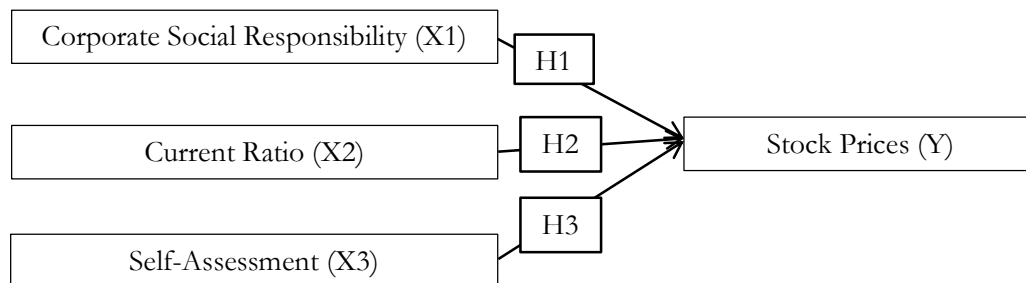 Corporate Social Responsibility (X1)
H1
Current Ratio (X2)
H2
Stock Prices (Y)
H3
Self-Assessment (X3)